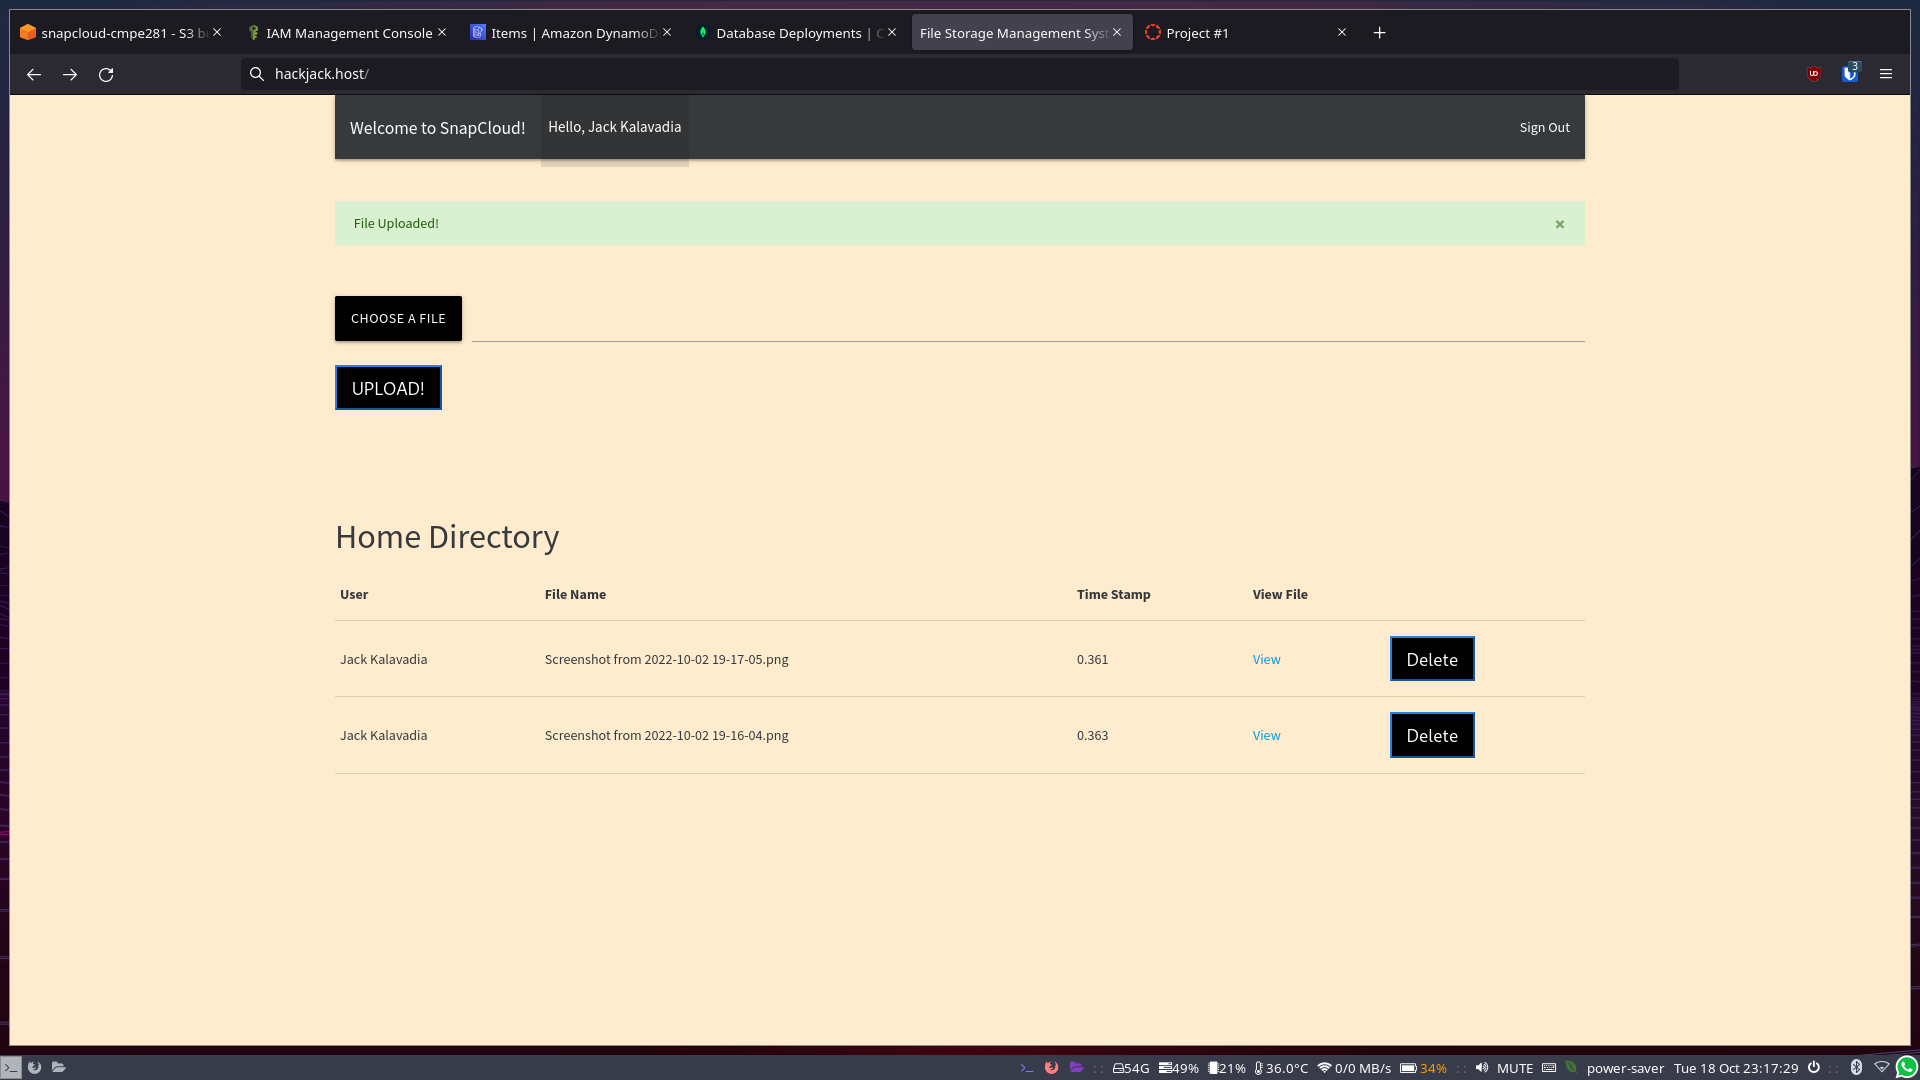 snapcloud-cmpe281 - S3 b
IAM Management Console
Items | Amazon DynamoD
Database Deployments | C
File Storage Management Sys
Project #1
hackjack.host/
3
Welcome to SnapCloud!
Hello, Jack Kalavadia
Sign Out
File Uploaded!
CHOOSE A FILE
UPLOAD!
Home Directory
User File Name Time Stamp View File
Jack Kalavadia Screenshot from 2022-10-02 19-17-05.png 0.361 View Delete
Jack Kalavadia Screenshot from 2022-10-02 19-16-04.png 0.363 View Delete
54G 49% 21% 36.0°C 0/0 MB/s 34% MUTE power-saver Tue 18 Oct 23:17:29